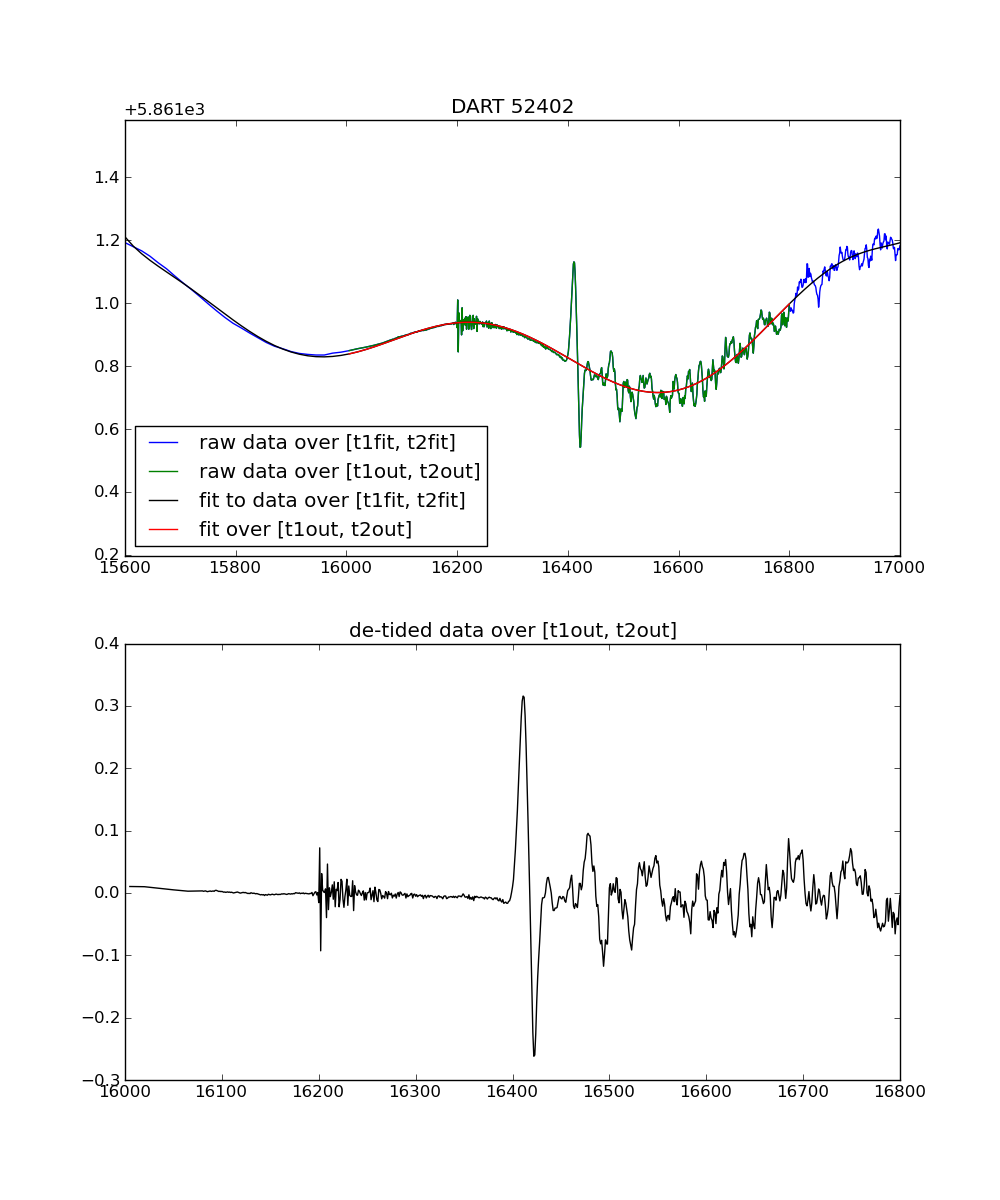 +5.861e3
DART 52402
1.4
1.2
1.0
0.8
0.6
0.4
0.2
raw data over [t1fit, t2fit]
raw data over [t1out, t2out]
fit to data over [t1fit, t2fit]
fit over [t1out, t2out]
15600 15800 16000 16200 16400 16600 16800 17000
de-tided data over [t1out, t2out]
0.4
0.3
0.2
0.1
0.0
−0.1
−0.2
−0.3
16000 16100 16200 16300 16400 16500 16600 16700 16800